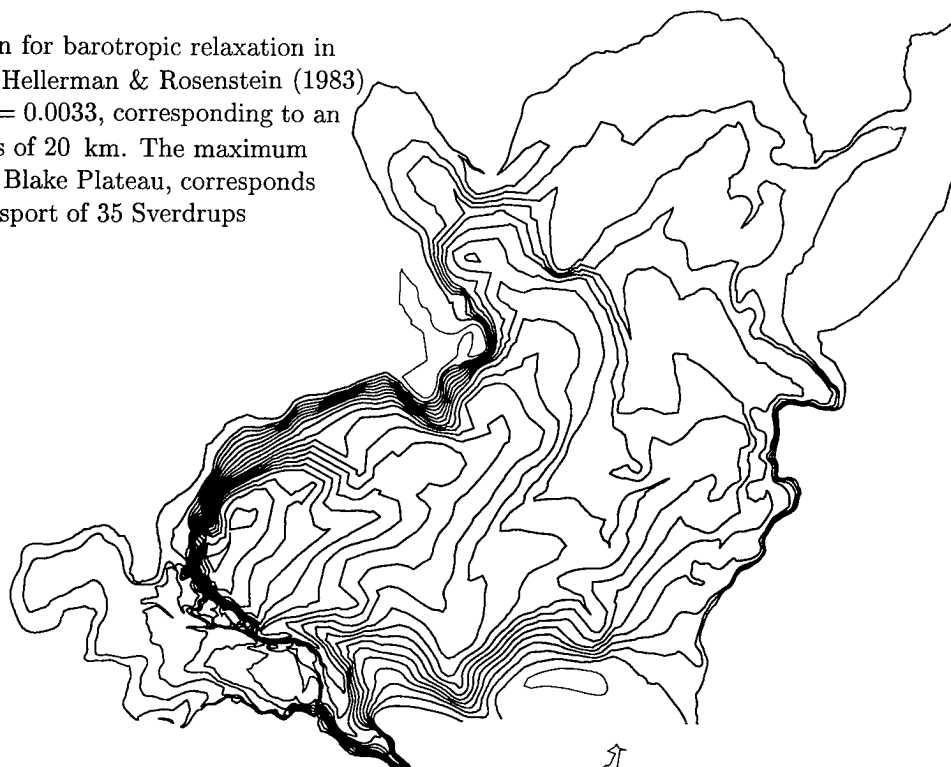 n for barotropic relaxation in
Hellerman & Rosenstein (1983)
= 0.0033, corresponding to an
s of 20 km. The maximum
Blake Plateau, corresponds
sport of 35 Sverdrups